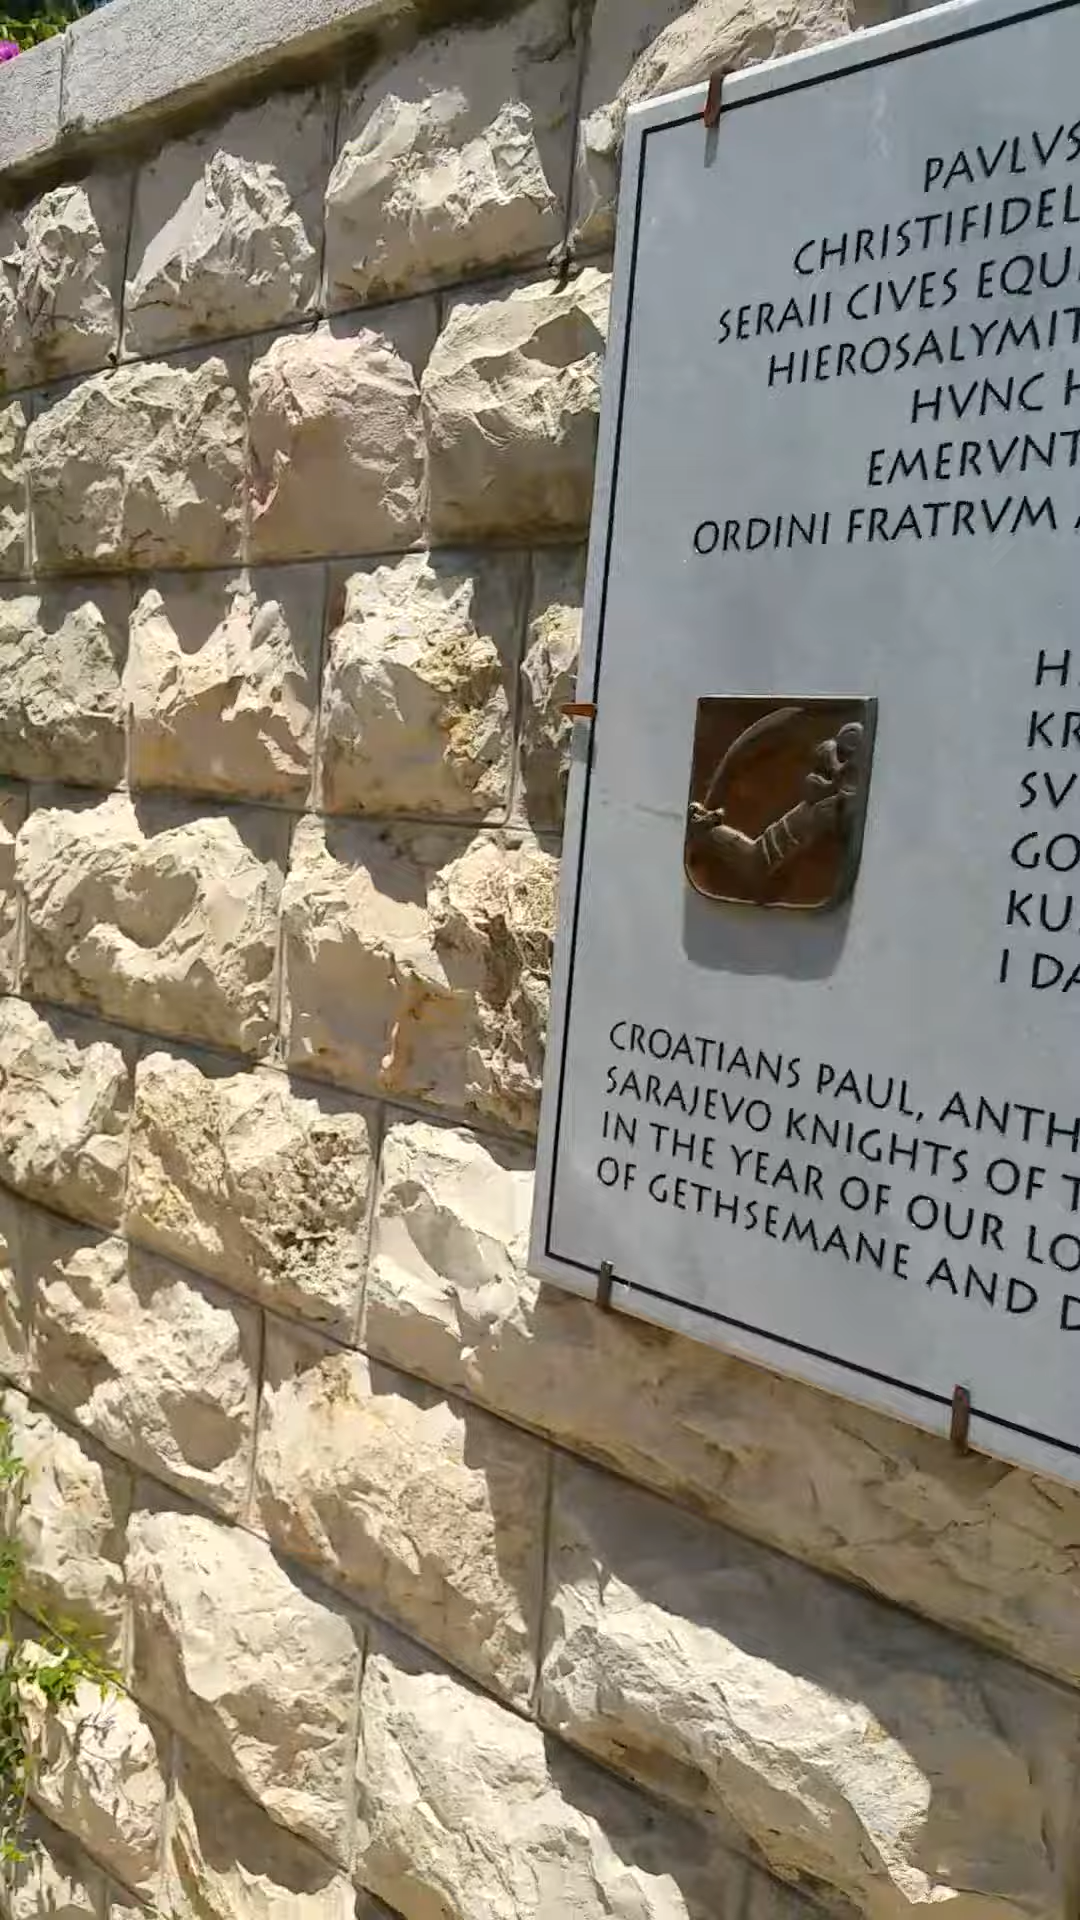 PAVLVS
CHRISTIFIDEL
SERAII CIVES EQU
HIEROSALYMIT
HVNC H
EMERVNT
ORDINI FRATRVM
H
KR
SV
GO
KU
I DA
CROATIANS PAUL, ANTH
SARAJEVO KNIGHTS OF T
IN THE YEAR OF OUR LO
OF GETHSEMANE AND D